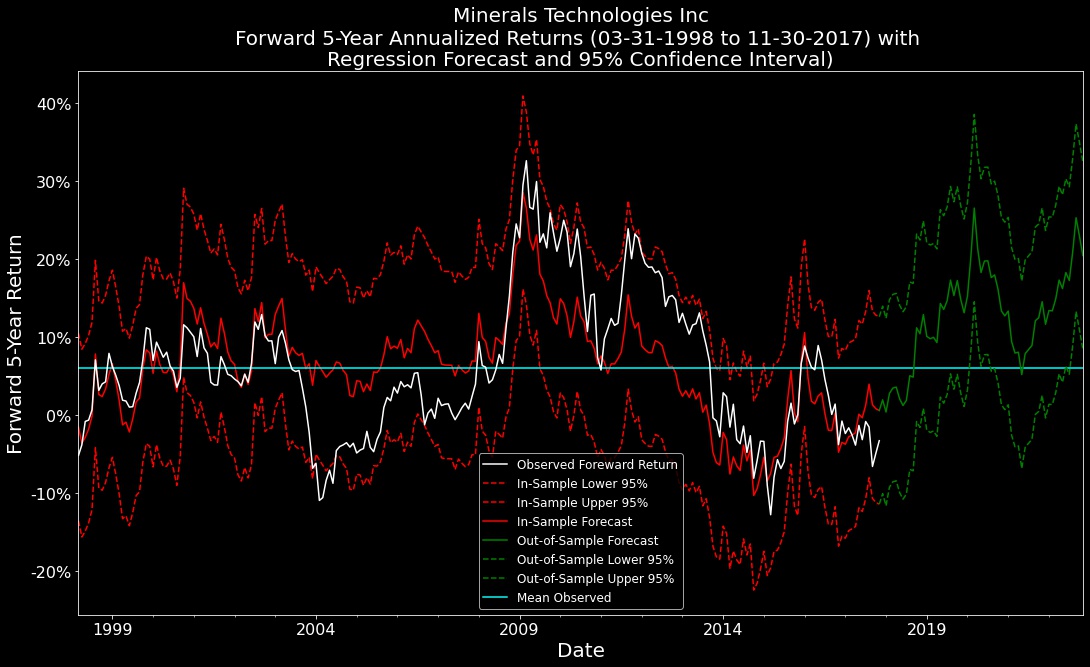 Minerals Technologies Inc
Forward 5-Year Annualized Returns (03-31-1998 to 11-30-2017) with
Regression Forecast and 95% Confidence Interval)
Forward 5-Year Return
40%
30%
20%
10%
0%
-10%
-20%
Observed Foreward Return
In-Sample Lower 95%
In-Sample Upper 95%
In-Sample Forecast
Out-of-Sample Forecast
Out-of-Sample Lower 95%
Out-of-Sample Upper 95%
Mean Observed
1999 2004 2009 2014 2019
Date